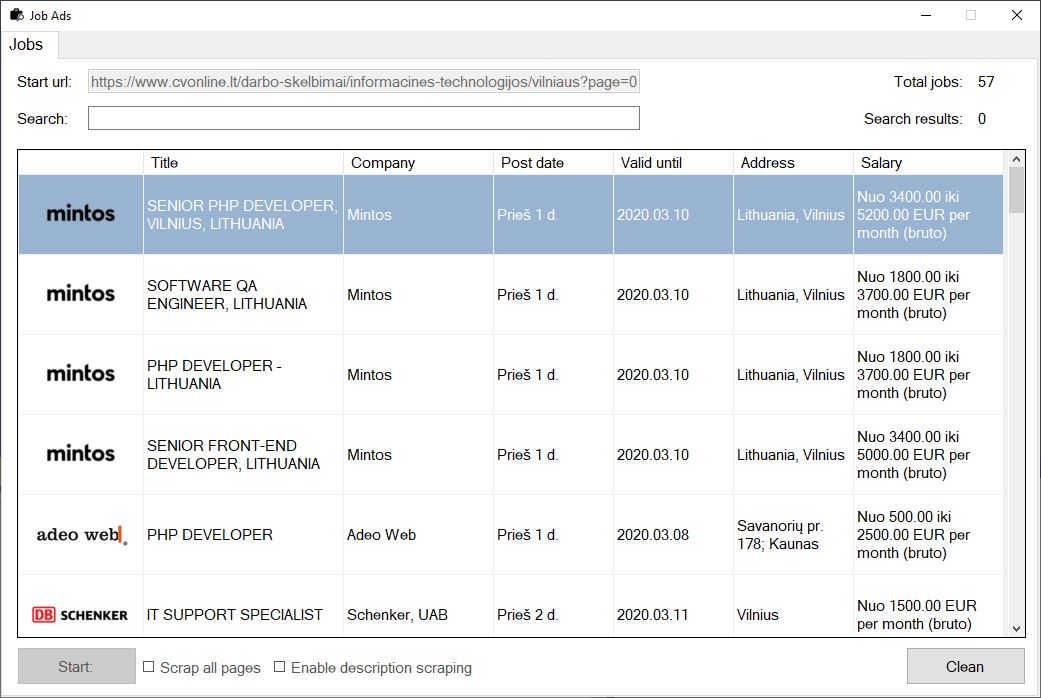 Job Ads
Jobs
Start url: https://www.cvonline.lt/darbo-skelbimai/informacines-technologijos/vilniaus?page=0 Total jobs: 57
Search: Search results: 0
Title Company Post date Valid until Address Salary
mintos
SENIOR PHP DEVELOPER,
VILNIUS, LITHUANIA
Mintos
Prieš 1 d.
2020.03.10
Lithuania, Vilnius
Nuo 3400.00 iki
5200.00 EUR per
month (bruto)
mintos
SOFTWARE QA
ENGINEER, LITHUANIA
Mintos
Prieš 1 d.
2020.03.10
Lithuania, Vilnius
Nuo 1800.00 iki
3700.00 EUR per
month (bruto)
mintos
PHP DEVELOPER -
LITHUANIA
Mintos
Prieš 1 d.
2020.03.10
Lithuania, Vilnius
Nuo 1800.00 iki
3700.00 EUR per
month (bruto)
mintos
SENIOR FRONT-END
DEVELOPER, LITHUANIA
Mintos
Prieš 1 d.
2020.03.10
Lithuania, Vilnius
Nuo 3400.00 iki
5000.00 EUR per
month (bruto)
adeo web
PHP DEVELOPER
Adeo Web
Prieš 1 d.
2020.03.08
Savanorių pr.
178; Kaunas
Nuo 500.00 iki
2500.00 EUR per
month (bruto)
DB SCHENKER
IT SUPPORT SPECIALIST
Schenker, UAB
Prieš 2 d.
2020.03.11
Vilnius
Nuo 1500.00 EUR
per month (bruto)
Start: Scrap all pages Enable description scraping Clean